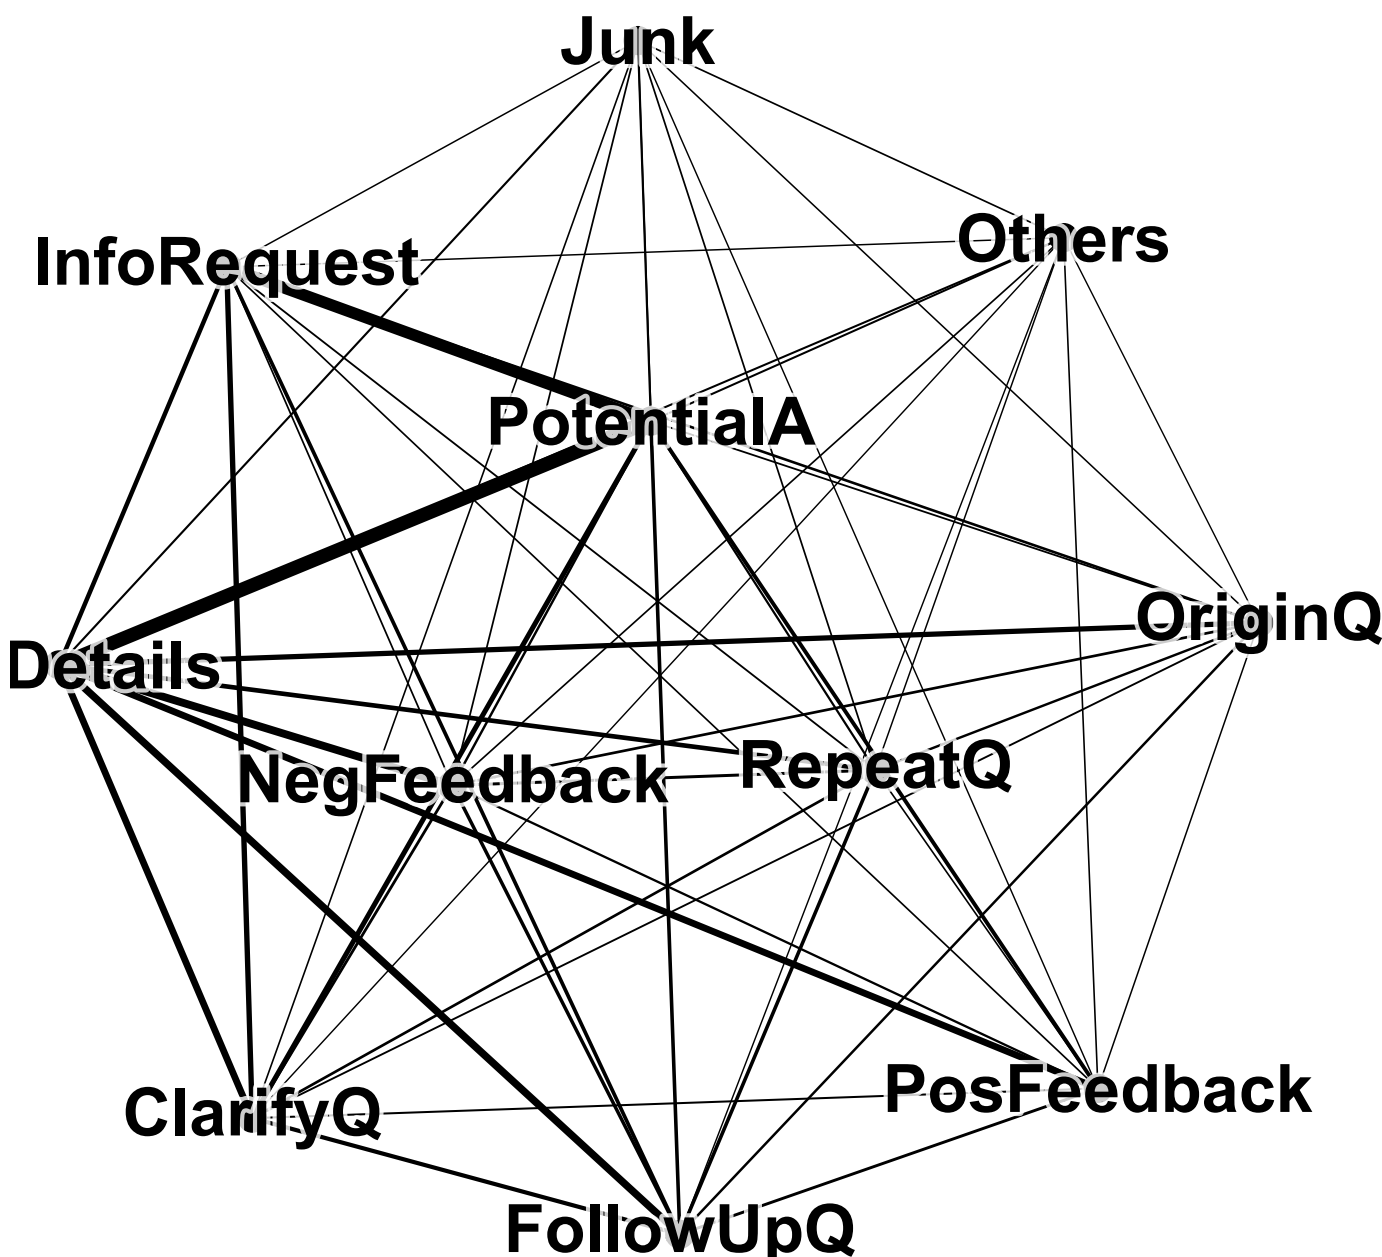 Junk
Others
InfoRequest
PotentialA
OriginQ
Details
RepeatQ
NegFeedback
PosFeedback
ClarifyQ
FollowUpQ